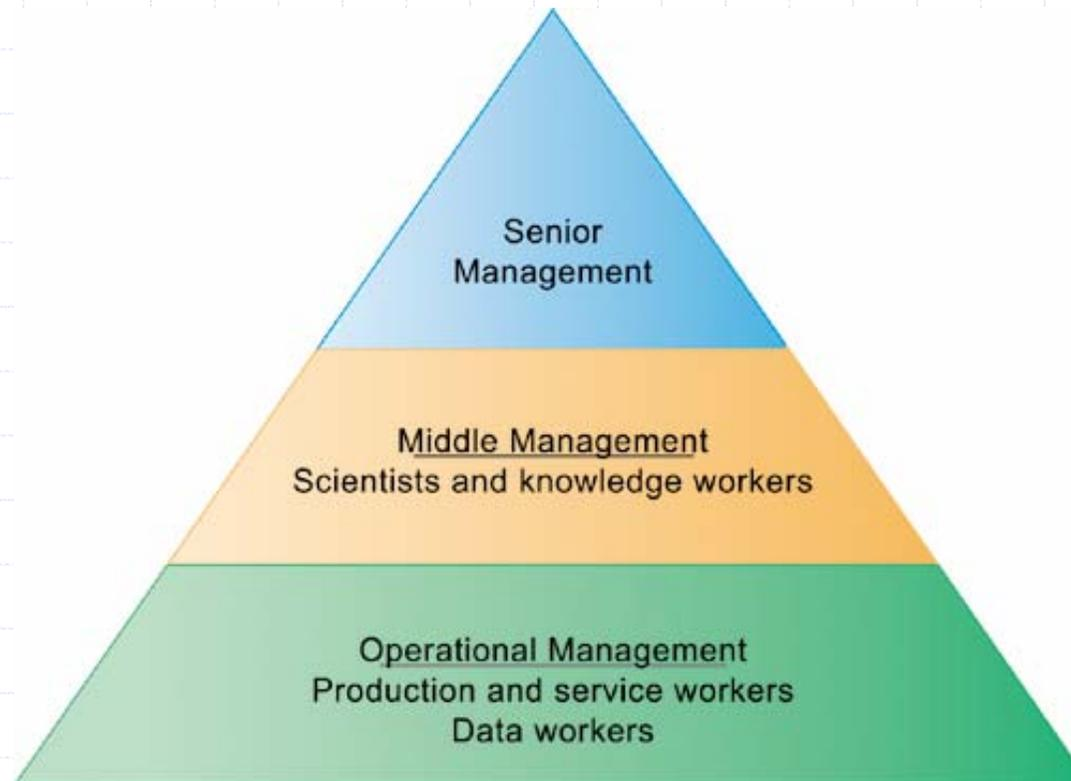 Senior
Management
Middle Management
Scientists and knowledge workers
Operational Management
Production and service workers
Data workers